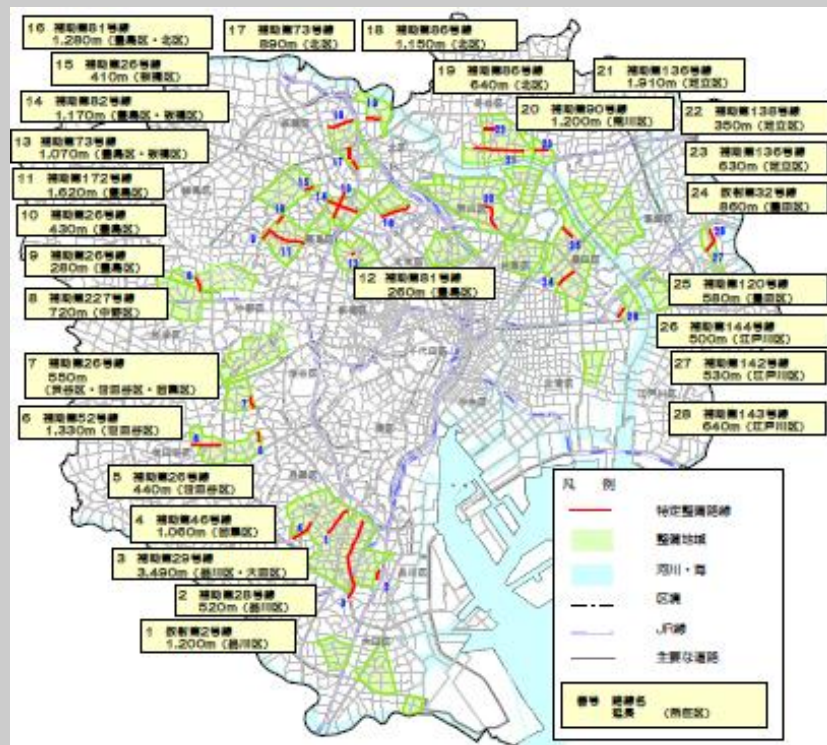 16 補助第81号線
1.280m(豊島区・北区)
17 補助第73号線
890m(北区)
18 補助第86号線
1.150m(北区)
15 補助第26号線
410m(板橋区)
19 補助第86号線
640m(北区)
21 補助第136号線
1.910m(足立区)
14 補助第82号線
1.170m(豊島区・板橋区)
20 補助第90号線
1.200m(荒川区)
22 補助第138号線
350m(足立区)
13 補助第73号線
1.070m(豊島区・板橋区)
23 補助第136号線
630m(足立区)
11 補助第172号線
1.620m(豊島区)
24 放射第32号線
860m(墨田区)
10 補助第26号線
430m(豊島区)
9 補助第26号線
280m(豊島区)
12 補助第81号線
260m(豊島区)
25 補助第120号線
580m(墨田区)
8 補助第227号線
720m(中野区)
26 補助第144号線
500m(江戸川区)
7 補助第26号線
550m
(渋谷区・世田谷区・目黒区)
27 補助第142号線
530m(江戸川区)
6 補助第52号線
1.330m(世田谷区)
28 補助第143号線
640m(江戸川区)
5 補助第26号線
440m(世田谷区)
4 補助第46号線
1.060m(目黒区)
3 補助第29号線
3.490m(品川区・大田区)
2 補助第28号線
520m(品川区)
1 放射第2号線
1.200m(品川区)
凡 例
特定整備路線
整備地域
河川・海
区境
JR線
主要な道路
番号 路線名
延長 (所在区)